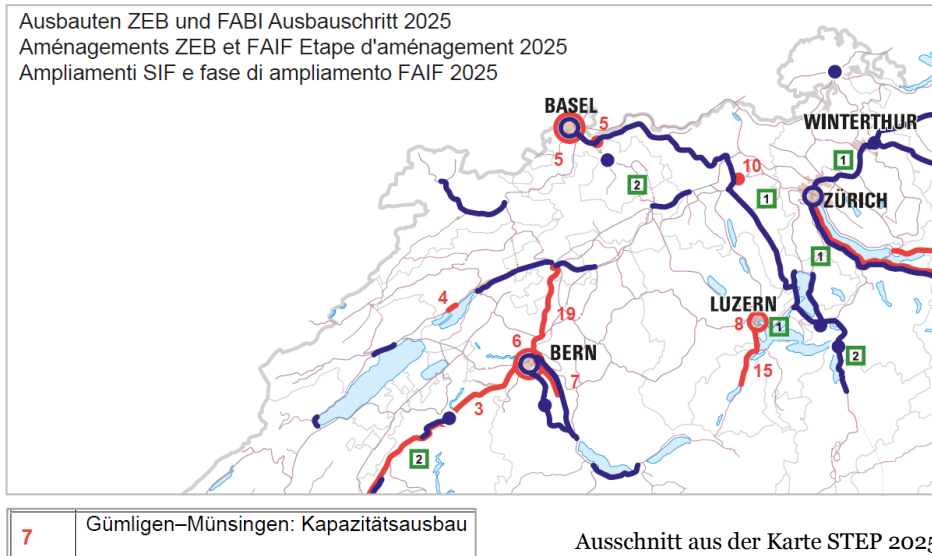 Ausbauten ZEB und FABI Ausbauschritt 2025
Aménagements ZEB et FAIF Etape d'aménagement 2025
Ampliamenti SIF e fase di ampliamento FAIF 2025
BASEL
5
5
WINTERTHUR
1
10
2
1
ZÜRICH
1
4
19
LUZERN
8
1
6
BERN
2
15
7
3
2
7
Gümligen–Münsingen: Kapazitätsausbau
Ausschnitt aus der Karte STEP 2025